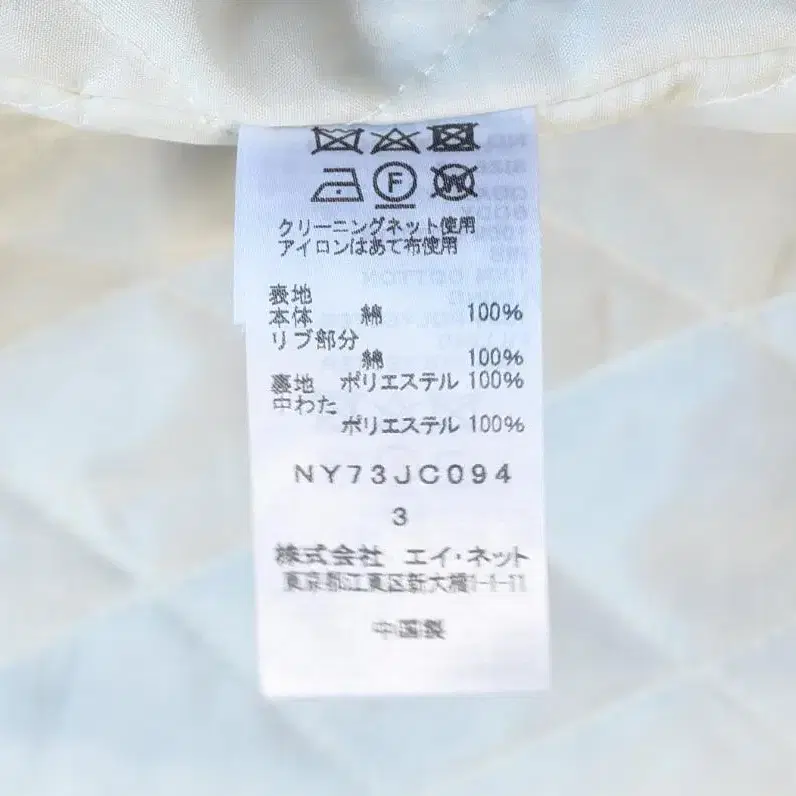 F W
クリーニングネット使用
アイロンはあて布使用
表地
本体 綿 100%
リブ部分
綿 100%
裏地 ポリエステル 100%
中わた
ポリエステル 100%
NY73JC094
3
株式会社 エイ・ネット
東京都江東区新大橋1-1-11
中国製